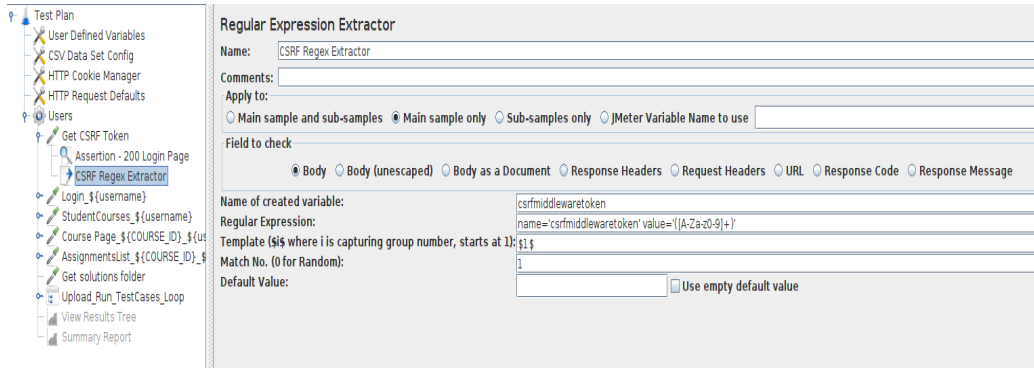 Test Plan
User Defined Variables
CSV Data Set Config
HTTP Cookie Manager
HTTP Request Defaults
Users
Get CSRF Token
Assertion - 200 Login Page
CSRF Regex Extractor
Login_${username}
StudentCourses_${username}
Course Page_${COURSE_ID}_${us
AssignmentsList_${COURSE_ID}_$
Get solutions folder
Upload_Run_TestCases_Loop
View Results Tree
Summary Report
Regular Expression Extractor
Name: CSRF Regex Extractor
Comments:
Apply to:
Main sample and sub-samples Main sample only Sub-samples only JMeter Variable Name to use
Field to check
Body Body (unescaped) Body as a Document Response Headers Request Headers URL Response Code Response Message
Name of created variable: csrfmiddlewaretoken
Regular Expression: name='csrfmiddlewaretoken' value='([A-Za-z0-9]+)'
Template ($i$ where i is capturing group number, starts at 1): $1$
Match No. (0 for Random): 1
Default Value: Use empty default value